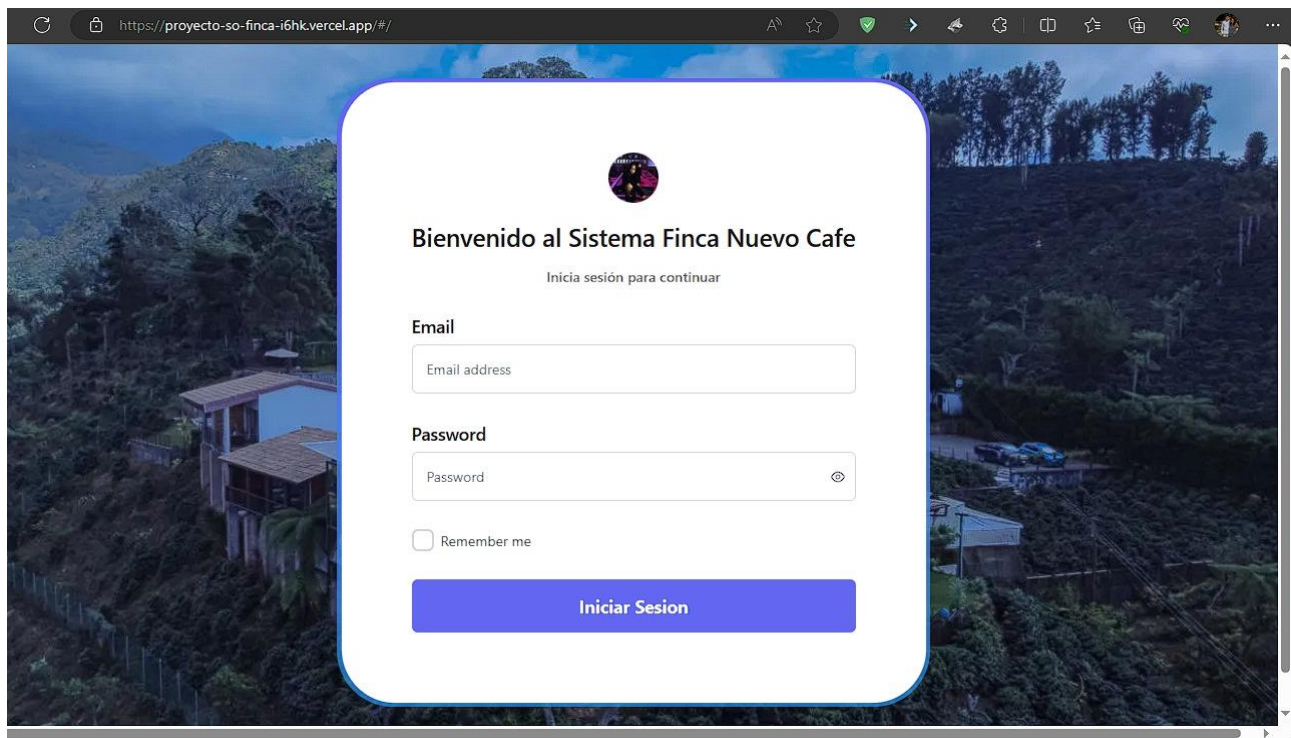 https://proyecto-so-finca-i6hk.vercel.app/#/
Bienvenido al Sistema Finca Nuevo Cafe
Inicia sesión para continuar
Email
Email address
Password
Password
Remember me
Iniciar Sesion